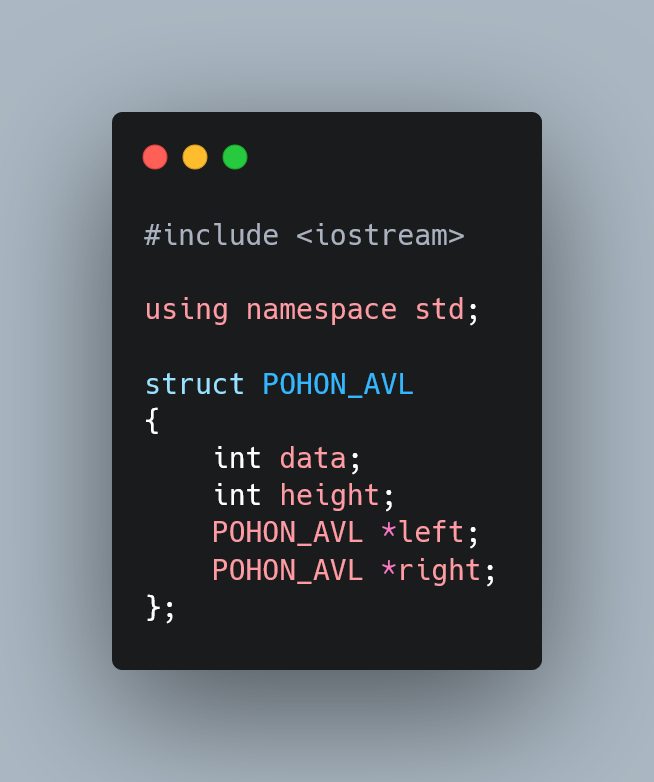 #include <iostream>
using namespace std;
struct POHON_AVL
{
    int data;
    int height;
    POHON_AVL *left;
    POHON_AVL *right;
};